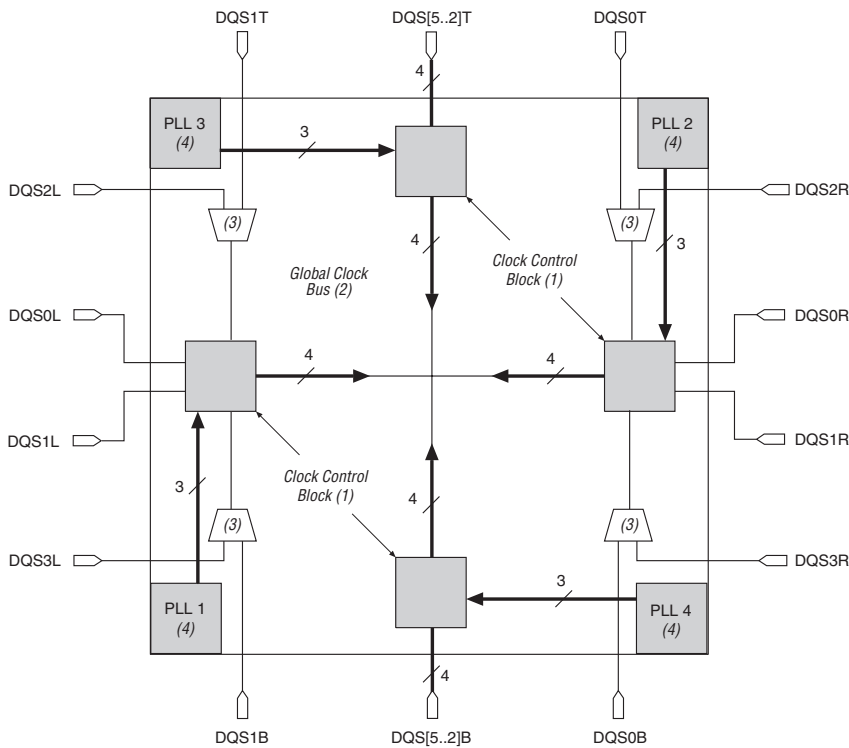 DQS1T
DQS[5..2]T
DQS0T
4
PLL 3
(4)
3
PLL 2
(4)
DQS2L
DQS2R
(3)
(3)
4
3
Global Clock
Bus (2)
Clock Control
Block (1)
DQS0L
DQS0R
4
4
DQS1L
DQS1R
Clock Control
Block (1)
3
4
(3)
(3)
DQS3L
DQS3R
3
PLL 1
(4)
PLL 4
(4)
4
DQS1B
DQS[5..2]B
DQS0B